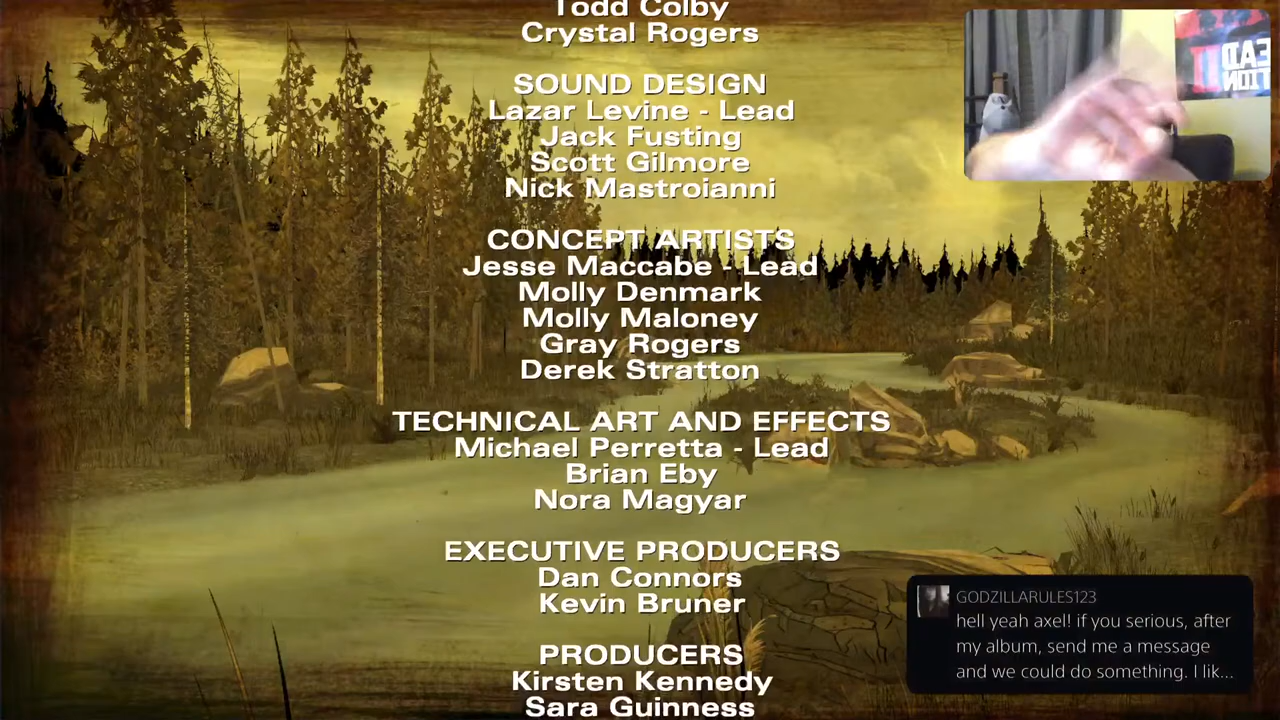 Todd Colby
Crystal Rogers
SOUND DESIGN
Lazar Levine - Lead
Jack Fusting
Scott Gilmore
Nick Mastroianni
CONCEPT ARTISTS
Jesse Maccabe - Lead
Molly Denmark
Molly Maloney
Gray Rogers
Derek Stratton
TECHNICAL ART AND EFFECTS
Michael Perretta - Lead
Brian Eby
Nora Magyar
EXECUTIVE PRODUCERS
Dan Connors
Kevin Bruner
PRODUCERS
Kirsten Kennedy
Sara Guinness
GODZILLARULES123
hell yeah axel! if you serious, after
my album, send me a message
and we could do something. I lik...